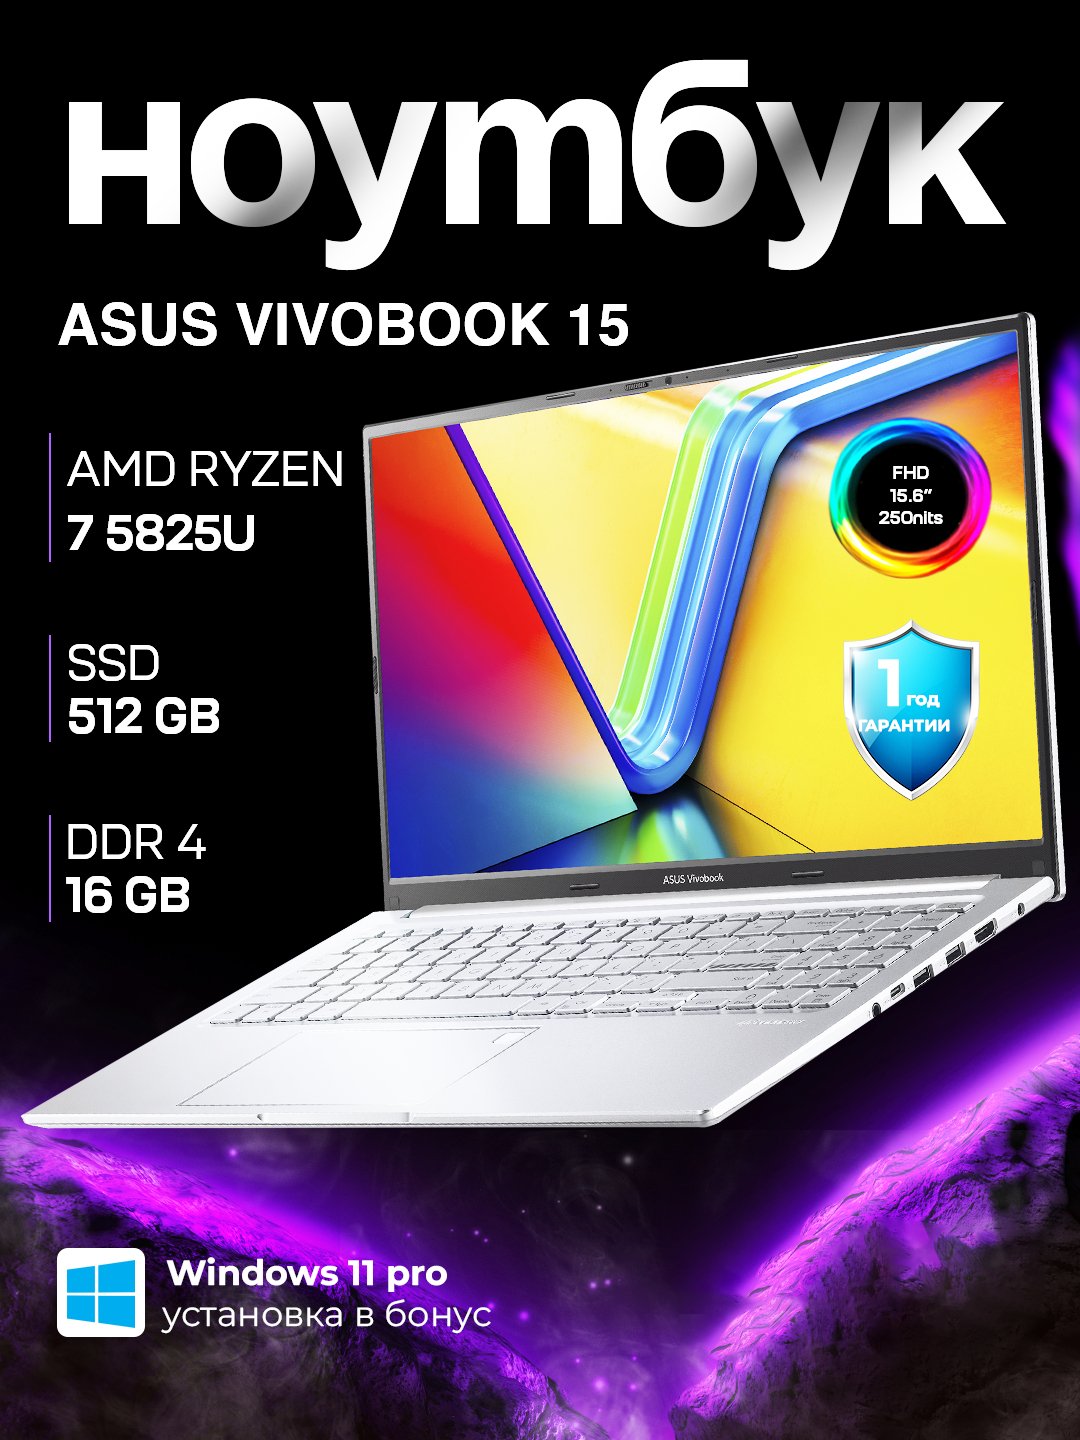 ноутбук
ASUS VIVOBOOK 15
AMD RYZEN
7 5825U
SSD
512 GB
DDR 4
16 GB
FHD
15.6”
250nits
1 год
ГАРАНТИИ
ASUS Vivobook
Windows 11 pro
установка в бонус